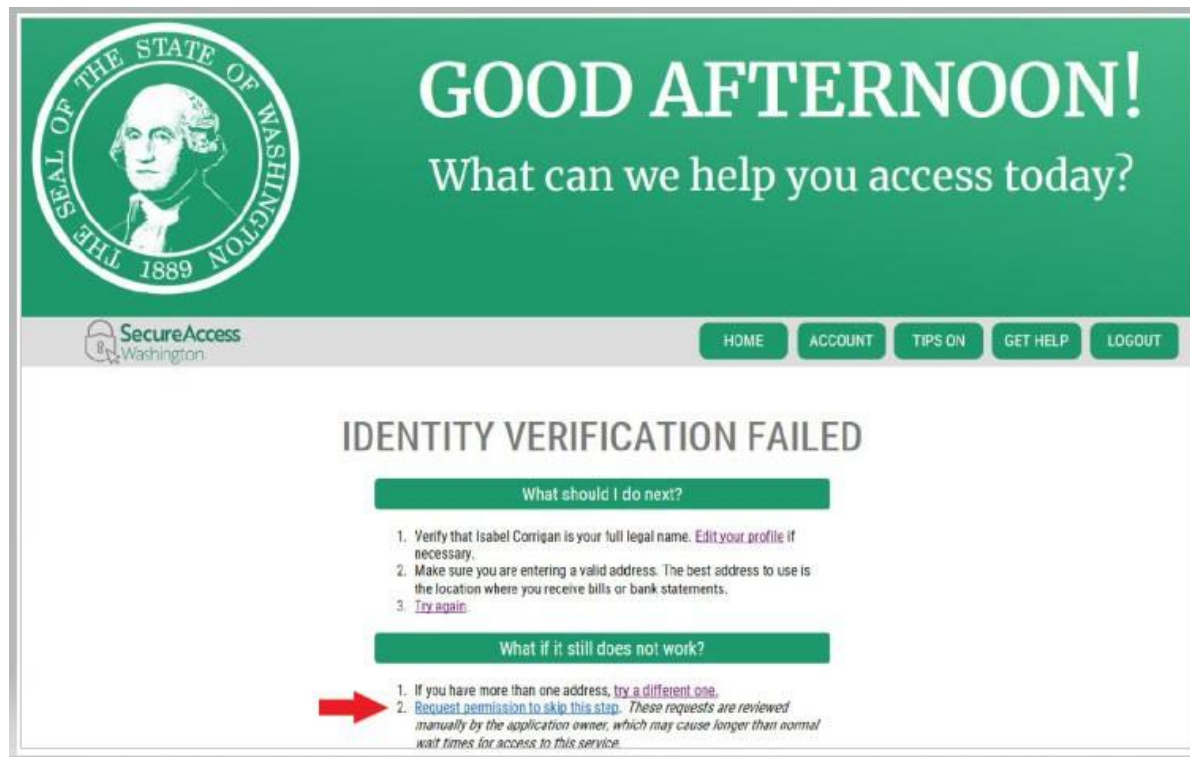 THE SEAL OF THE STATE OF WASHINGTON
1889
GOOD AFTERNOON!
What can we help you access today?
SecureAccess
Washington
HOME
ACCOUNT
TIPS ON
GET HELP
LOGOUT
IDENTITY VERIFICATION FAILED
What should I do next?
1. Verify that Isabel Corrigan is your full legal name. Edit your profile if
necessary.
2. Make sure you are entering a valid address. The best address to use is
the location where you receive bills or bank statements.
3. Try again.
What if it still does not work?
1. If you have more than one address, try a different one.
2. Request permission to skip this step. These requests are reviewed
manually by the application owner, which may cause longer than normal
wait times for access to this service.